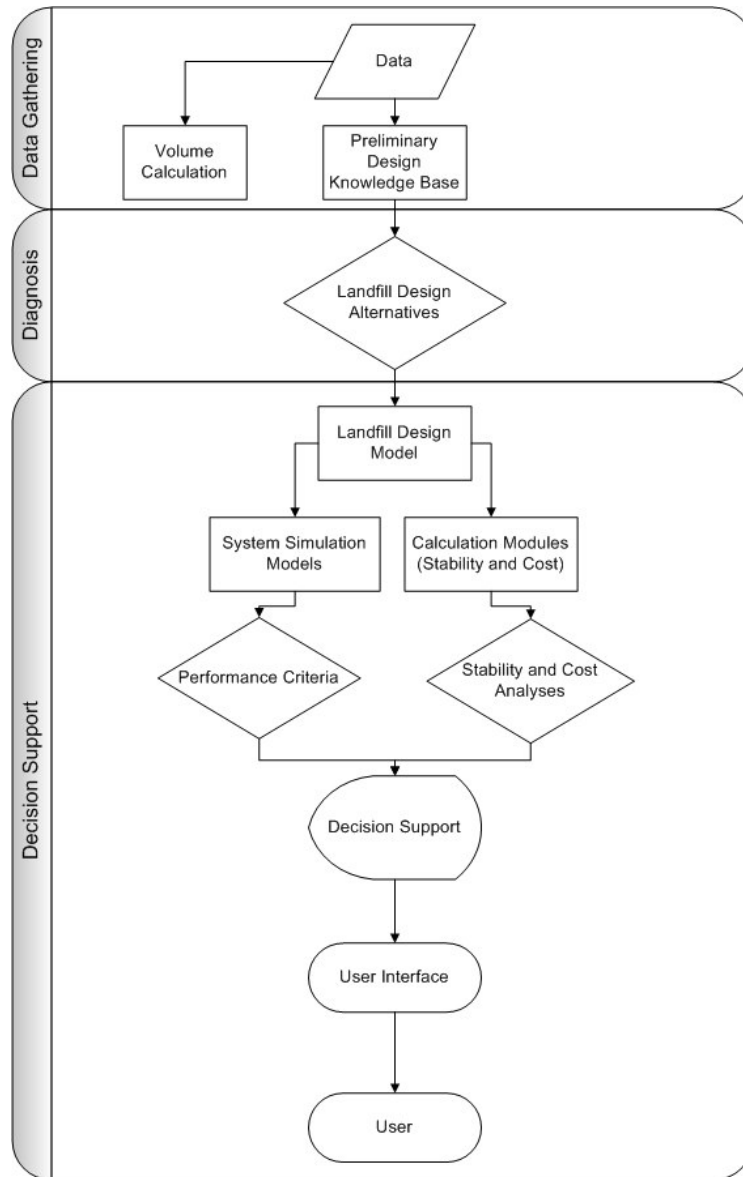 Data Gathering
Data
Volume
Calculation
Preliminary
Design
Knowledge Base
Diagnosis
Landfill Design
Alternatives
Decision Support
Landfill Design
Model
System Simulation
Models
Calculation Modules
(Stability and Cost)
Performance Criteria
Stability and Cost
Analyses
Decision Support
User Interface
User